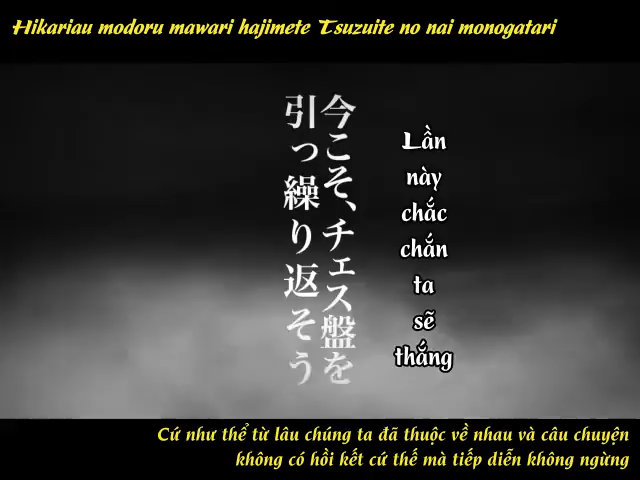 Hikariau modoru mawari hajimete Tsuzuite no nai monogatari
今こそ、チェス盤を
引っ繰り返そう
Lần
này
chắc
chắn
ta
sẽ
thắng
Cứ như thể từ lâu chúng ta đã thuộc về nhau và câu chuyện
không có hồi kết cứ thế mà tiếp diễn không ngừng